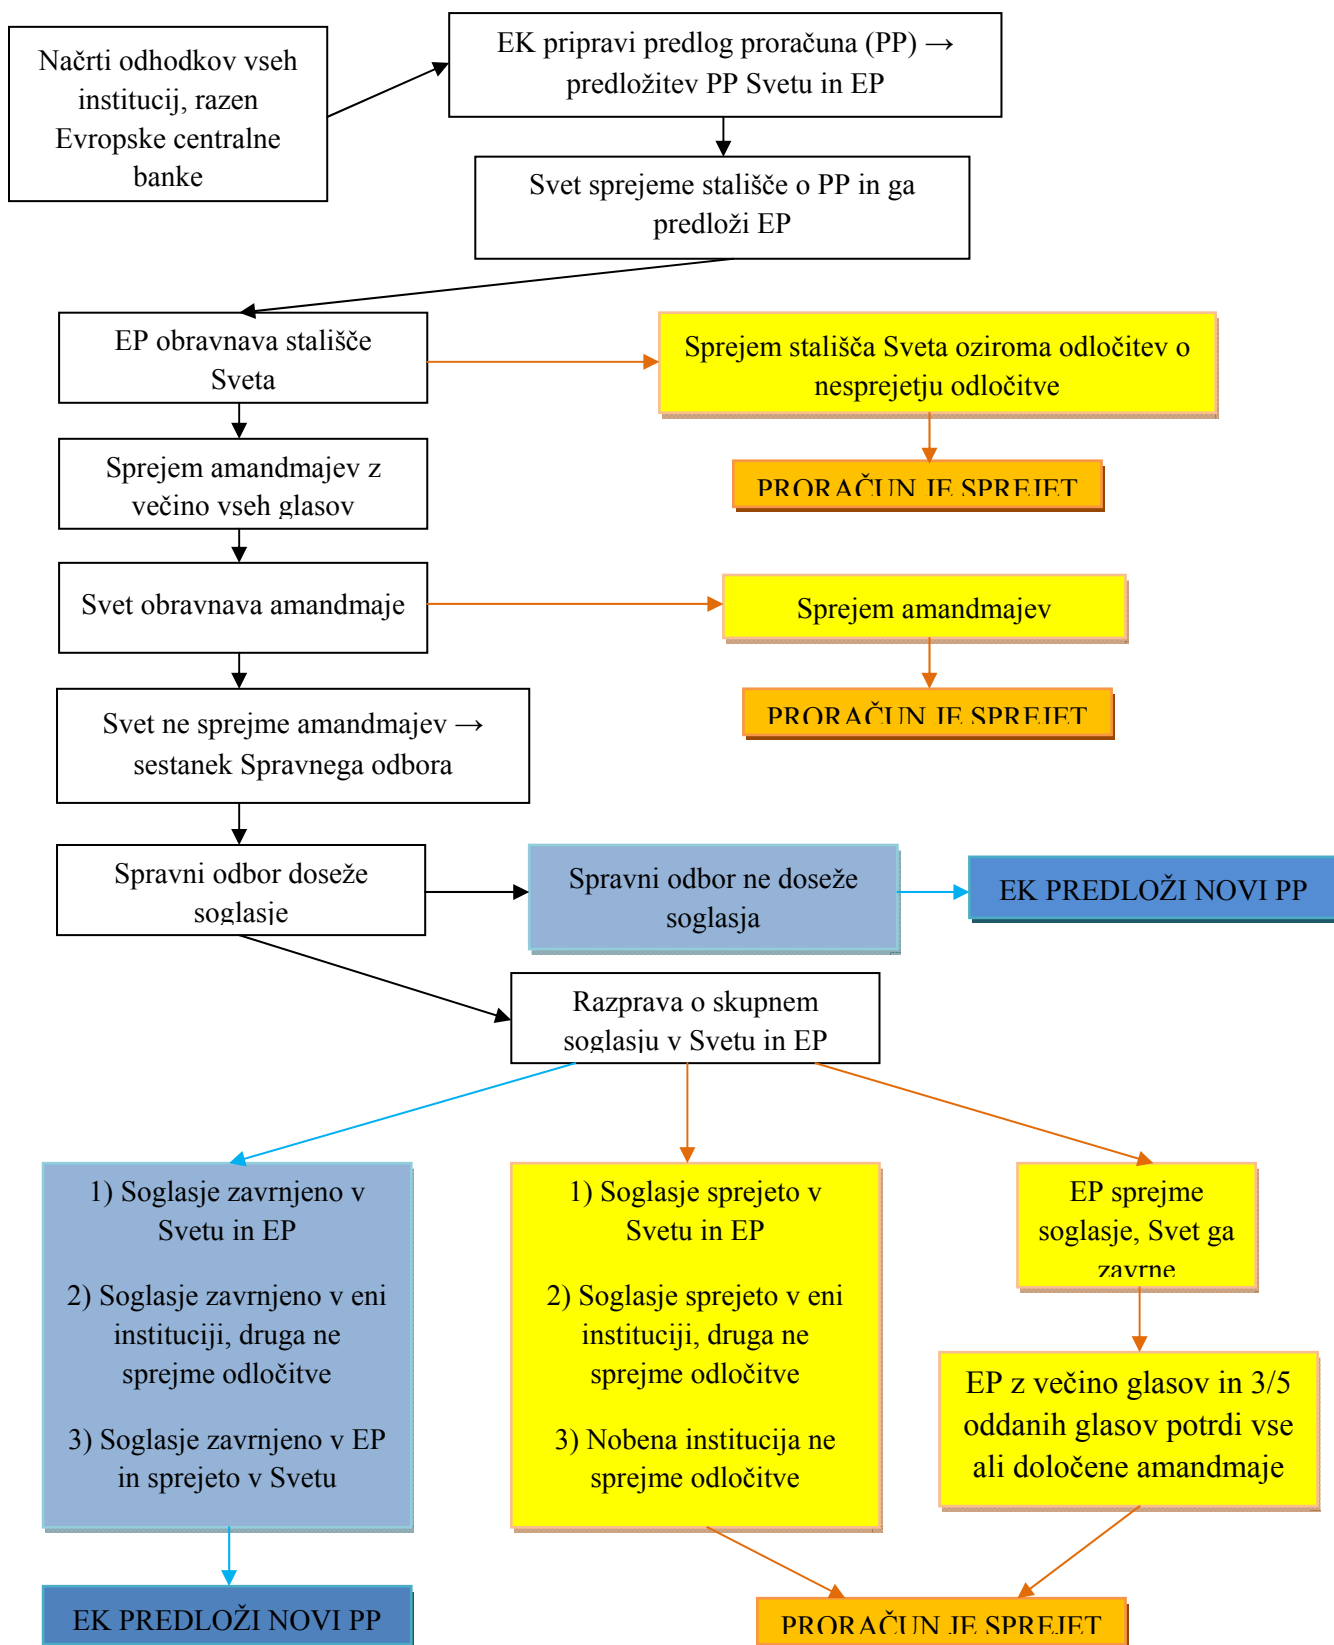 Načrti odhodkov vseh
institucij, razen
Evropske centralne
banke
EK pripravi predlog proračuna (PP) →
predložitev PP Svetu in EP
Svet sprejeme stališče o PP in ga
predloži EP
EP obravnava stališče
Sveta
Sprejem stališča Sveta oziroma odločitev o
nesprejetju odločitve
Sprejem amandmajev z
večino vseh glasov
PRORAČUN JE SPREJET
Svet obravnava amandmaje
Sprejem amandmajev
Svet ne sprejme amandmajev →
sestanek Spravnega odbora
PRORAČUN JE SPREJET
Spravni odbor doseže
soglasje
Spravni odbor ne doseže
soglasja
EK PREDLOŽI NOVI PP
Razprava o skupnem
soglasju v Svetu in EP
1) Soglasje zavrnjeno v
Svetu in EP
2) Soglasje zavrnjeno v eni
instituciji, druga ne
sprejme odločitve
3) Soglasje zavrnjeno v EP
in sprejeto v Svetu
1) Soglasje sprejeto v
Svetu in EP
2) Soglasje sprejeto v eni
instituciji, druga ne
sprejme odločitve
3) Nobena institucija ne
sprejme odločitve
EP sprejme
soglasje, Svet ga
zavrne
EP z večino glasov in 3/5
oddanih glasov potrdi vse
ali določene amandmaje
EK PREDLOŽI NOVI PP
PRORAČUN JE SPREJET